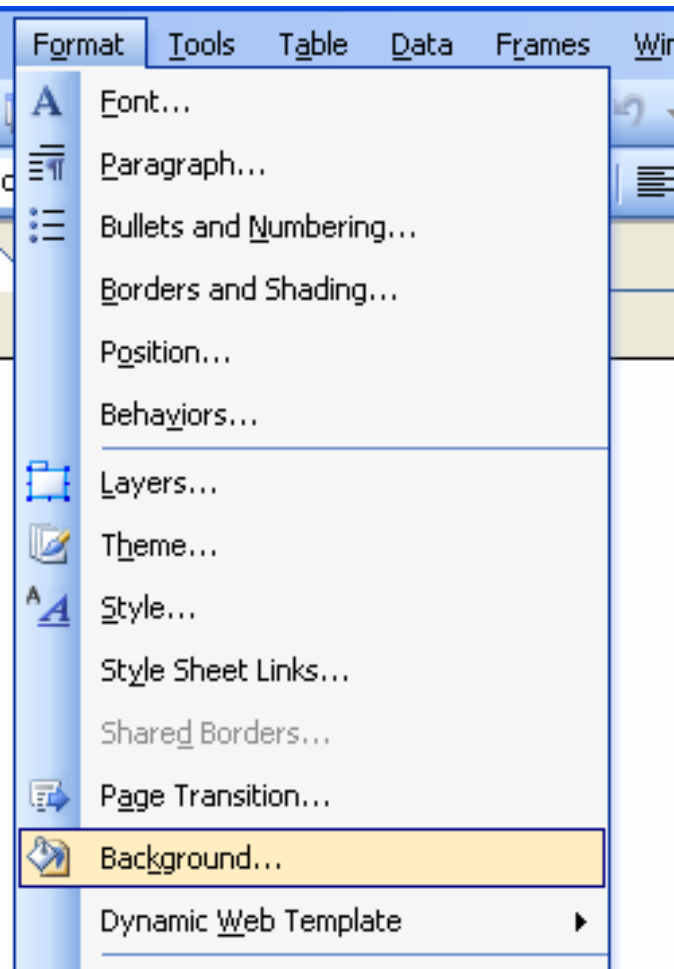 Format Tools Table Data Frames
Font...
Paragraph...
Bullets and Numbering...
Borders and Shading...
Position...
Behaviors...
Layers...
Theme...
Style...
Style Sheet Links...
Shared Borders...
Page Transition...
Background...
Dynamic Web Template